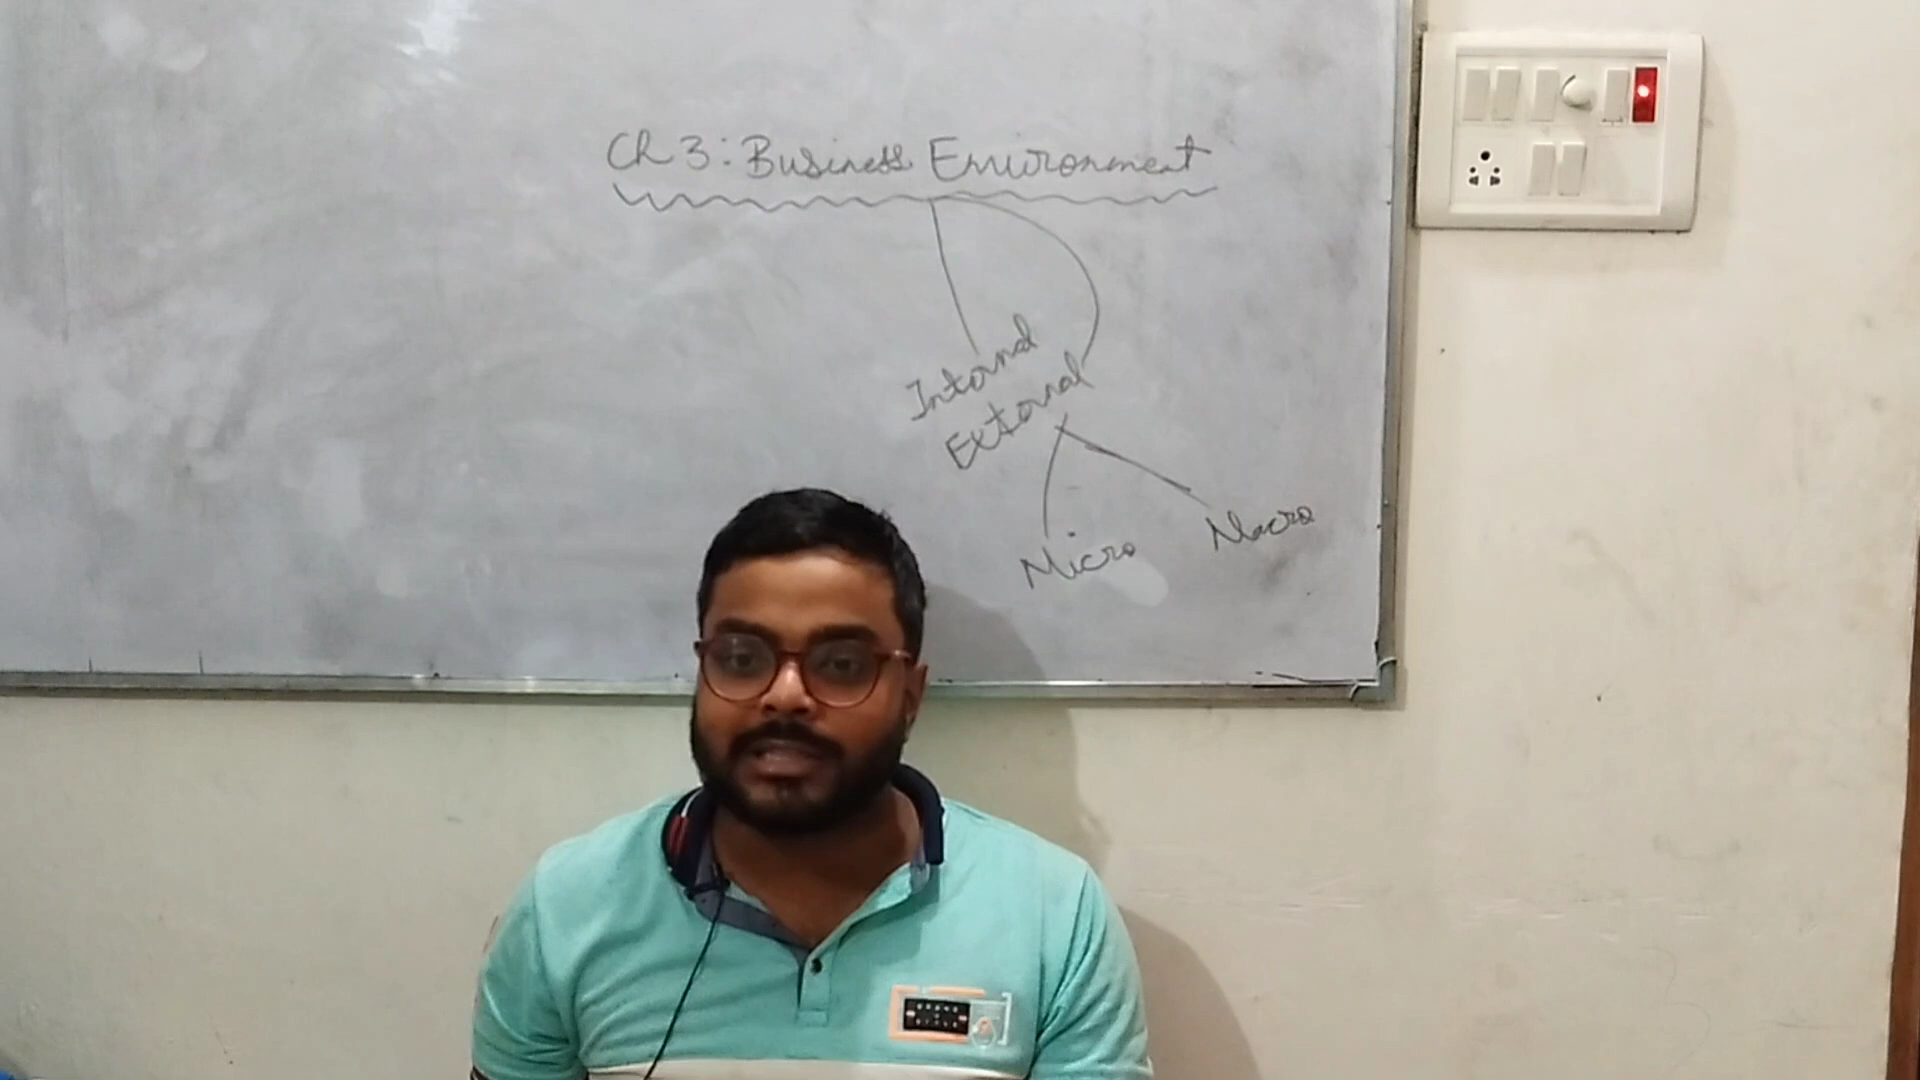 Ch 3: Business Environment
Internal
External
Micro
Macro